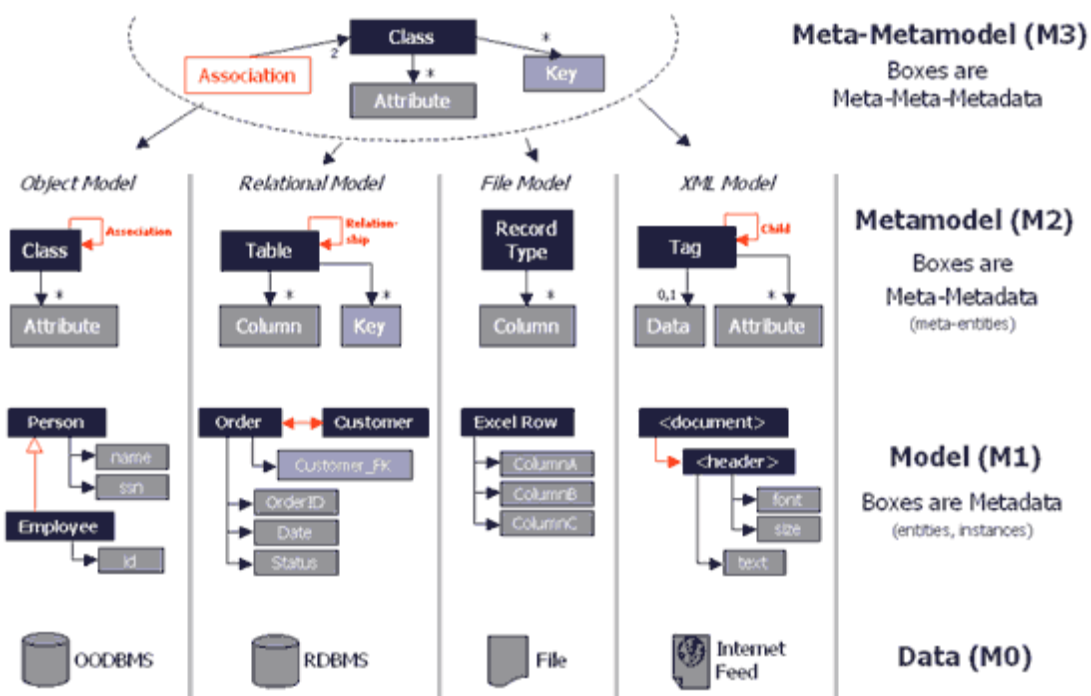 Class
Meta-Metamodel (M3)
2
*
Association
Key
Boxes are
*
Attribute
Meta-Meta-Metadata
Object Model
Relational Model
File Model
XML Model
Metamodel (M2)
Class
Association
Table
Relation-
ship
Record
Type
Tag
Child
Boxes are
*
*
*
*
0,1
*
Meta-Metadata
Attribute
Column
Key
Column
Data
Attribute
(meta-entities)
Person
Order
Customer
Excel Row
<document>
name
Customer_FK
ColumnA
<header>
Model (M1)
ssn
OrderID
ColumnB
font
Boxes are Metadata
Employee
Date
ColumnC
size
(entities, instances)
id
Status
text
OODBMS
RDBMS
File
Internet
Feed
Data (M0)